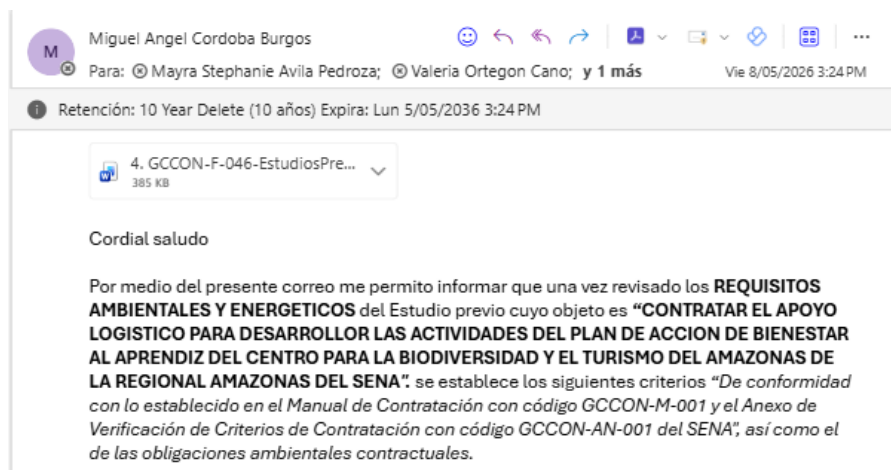 M
Miguel Angel Cordoba Burgos
Para: Mayra Stephanie Avila Pedroza; Valeria Ortegon Cano; y 1 más
Vie 8/05/2026 3:24 PM
Retención: 10 Year Delete (10 años) Expira: Lun 5/05/2036 3:24 PM
4. GCCON-F-046-EstudiosPre...
385 KB
Cordial saludo
Por medio del presente correo me permito informar que una vez revisado los REQUISITOS
AMBIENTALES Y ENERGETICOS del Estudio previo cuyo objeto es “CONTRATAR EL APOYO
LOGISTICO PARA DESARROLLOR LAS ACTIVIDADES DEL PLAN DE ACCION DE BIENESTAR
AL APRENDIZ DEL CENTRO PARA LA BIODIVERSIDAD Y EL TURISMO DEL AMAZONAS DE
LA REGIONAL AMAZONAS DEL SENA”. se establece los siguientes criterios “De conformidad
con lo establecido en el Manual de Contratación con código GCCON-M-001 y el Anexo de
Verificación de Criterios de Contratación con código GCCON-AN-001 del SENA”, así como el
de las obligaciones ambientales contractuales.